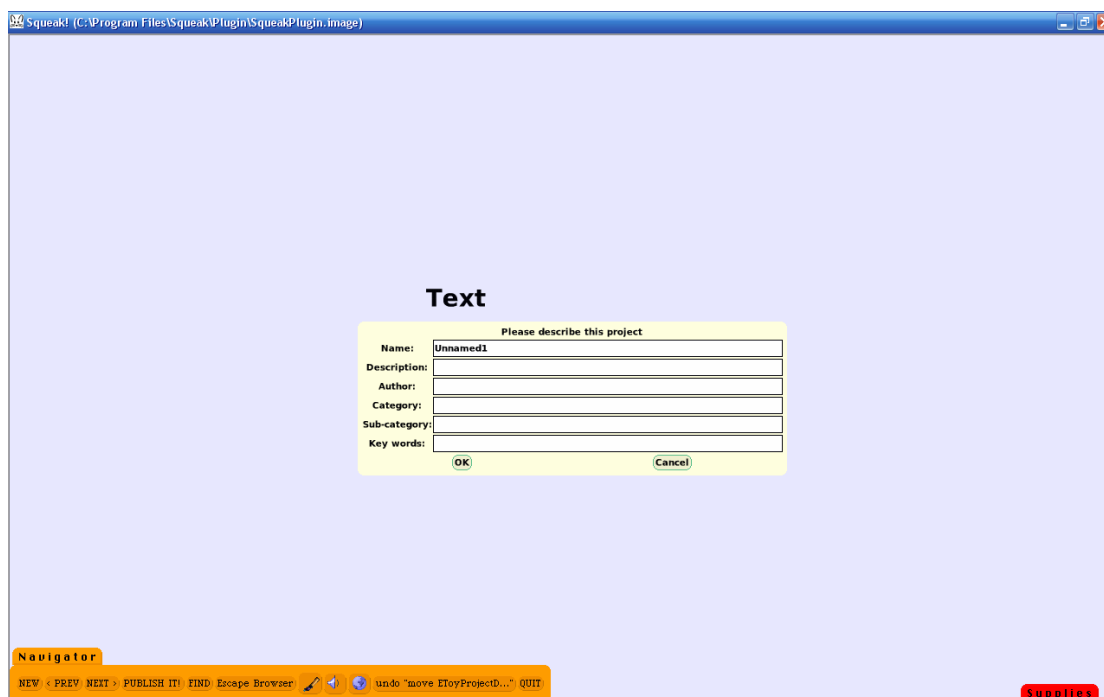 Squeak! (C:\Program Files\Squeak\Plugin\SqueakPlugin.image)
Text
Please describe this project
Name: Unnamed1
Description:
Author:
Category:
Sub-category:
Key words:
OK Cancel
Navigator
NEW < PREV NEXT > PUBLISH IT! FIND Escape Browser undo "move EToyProjectD..." QUIT
Supplies